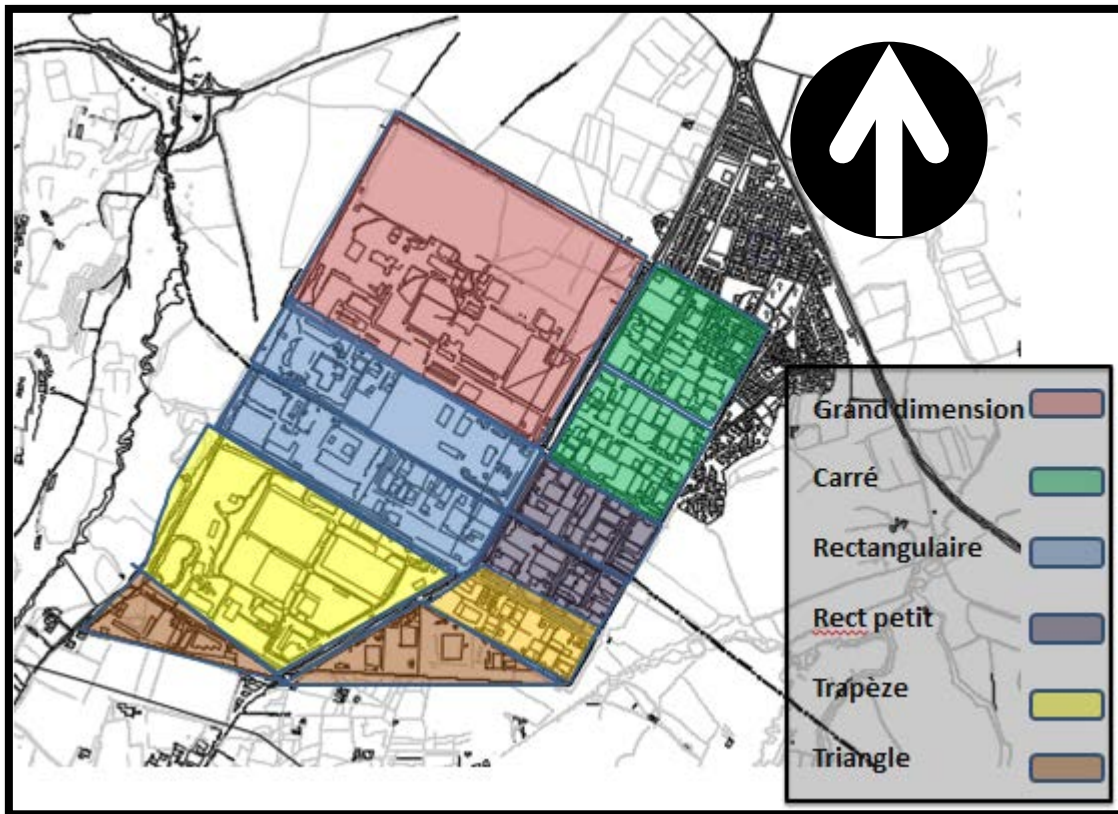 Grand dimension
Carré
Rectangulaire
Rect petit
Trapèze
Triangle